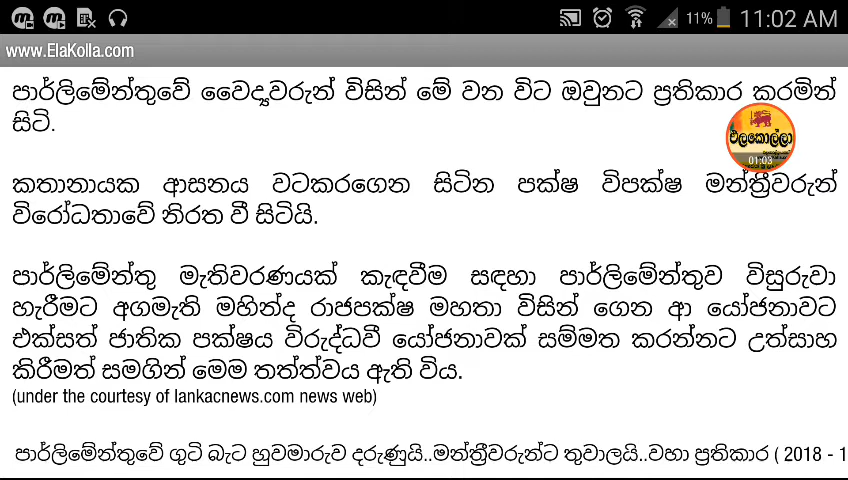 11% 11:02 AM
www.ElaKolla.com
පාර්ලිමේන්තුවේ වෛද්‍යවරුන් විසින් මේ වන විට ඔවුනට ප්‍රතිකාර කරමින්
සිටි.
එලකොල්ලා
01:03
කතානායක ආසනය වටකරගෙන සිටින පක්ෂ විපක්ෂ මන්ත්‍රීවරුන්
විරෝධතාවේ නිරත වී සිටියි.
පාර්ලිමේන්තු මැතිවරණයක් කැඳවීම සඳහා පාර්ලිමේන්තුව විසුරුවා
හැරීමට අගමැති මහින්ද රාජපක්ෂ මහතා විසින් ගෙන ආ යෝජනාවට
එක්සත් ජාතික පක්ෂය විරුද්ධවී යෝජනාවක් සම්මත කරන්නට උත්සාහ
කිරීමත් සමගින් මෙම තත්ත්වය ඇති විය.
(under the courtesy of lankacnews.com news web)
පාර්ලිමේන්තුවේ ගුටි බැට හුවමාරුව දරුණුයි..මන්ත්‍රීවරුන්ට තුවාලයි..වහා ප්‍රතිකාර ( 2018 - 1